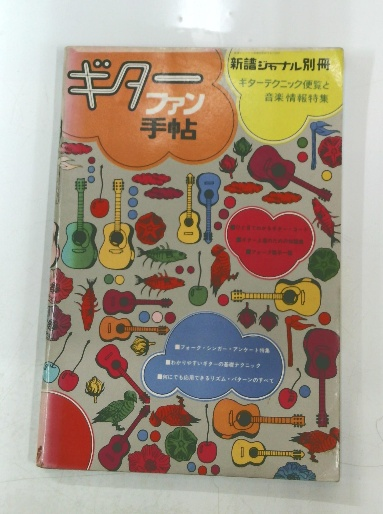 ギター
ファン
手帖
新譜ジャーナル別冊
ギターテクニック便覧と
音楽情報特集
■フォーク・シンガー・アンケート特集
■わかりやすいギターの基礎テクニック
■何にでも応用できるリズム・パターンのすべて